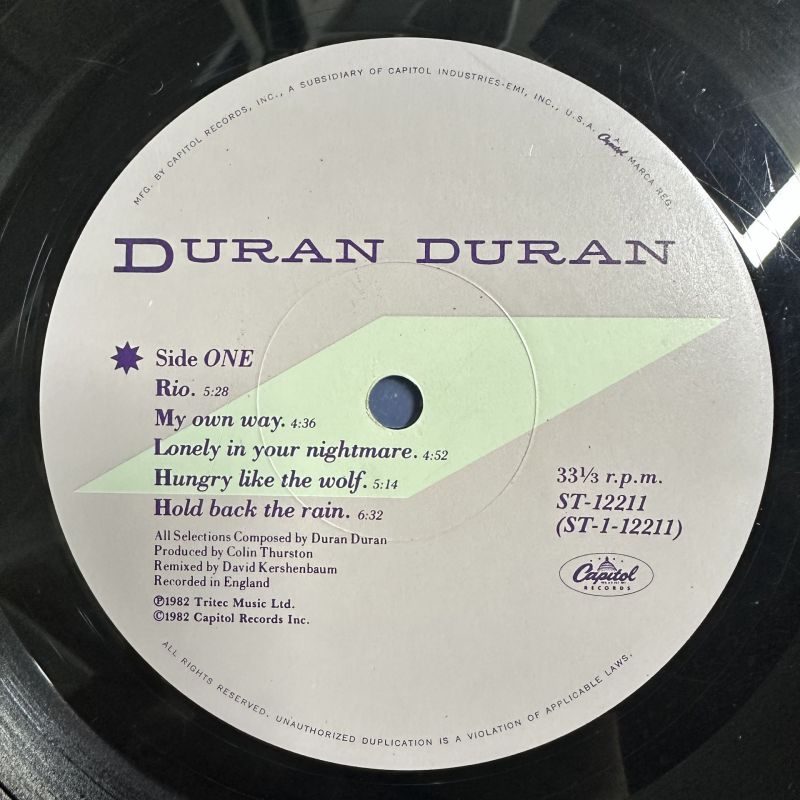 MFG. BY CAPITOL RECORDS, INC., A SUBSIDIARY OF CAPITOL INDUSTRIES-EMI, INC., U.S.A. Capitol MARCA REG.
DURAN DURAN
Side ONE
Rio. 5:28
My own way. 4:36
Lonely in your nightmare. 4:52
Hungry like the wolf. 5:14
Hold back the rain. 6:32
33⅓ r.p.m.
ST-12211
(ST-1-12211)
All Selections Composed by Duran Duran
Produced by Colin Thurston
Remixed by David Kershenbaum
Recorded in England
℗1982 Tritec Music Ltd.
©1982 Capitol Records Inc.
Capitol
RECORDS
ALL RIGHTS RESERVED. UNAUTHORIZED DUPLICATION IS A VIOLATION OF APPLICABLE LAWS.